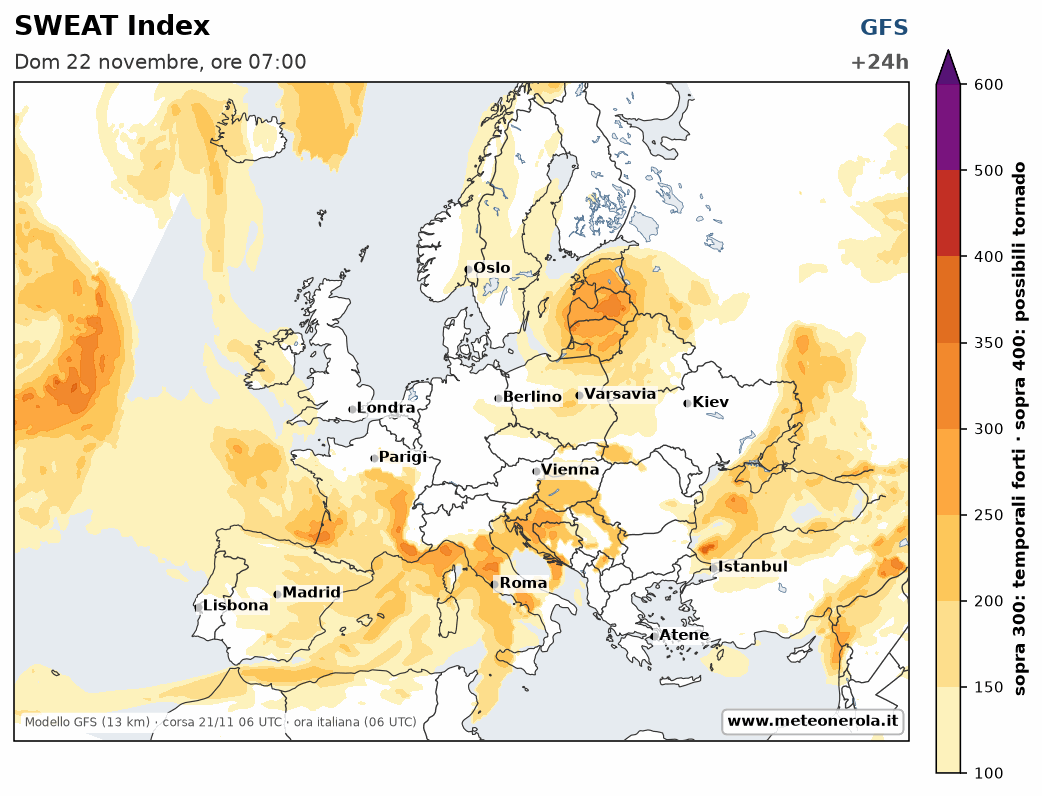 SWEAT Index
GFS
Dom 22 novembre, ore 07:00
+24h
600
500
400
350
300
250
200
150
100
sopra 300: temporali forti · sopra 400: possibili tornado
Oslo
Londra
Berlino
Varsavia
Kiev
Parigi
Vienna
Istanbul
Roma
Madrid
Lisbona
Atene
Modello GFS (13 km) · corsa 21/11 06 UTC · ora italiana (06 UTC)
www.meteonerola.it